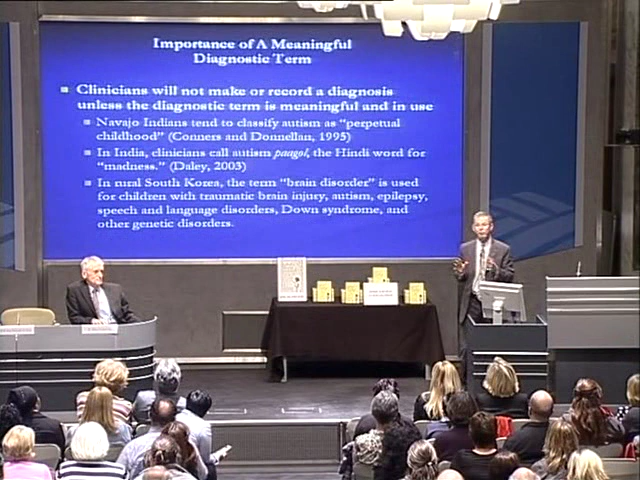 Importance of A Meaningful
Diagnostic Term
Clinicians will not make or record a diagnosis
unless the diagnostic term is meaningful and in use
Navajo Indians tend to classify autism as “perpetual
childhood” (Conners and Donnellan, 1995)
In India, clinicians call autism paagol, the Hindi word for
“madness.” (Daley, 2003)
In rural South Korea, the term “brain disorder” is used
for children with traumatic brain injury, autism, epilepsy,
speech and language disorders, Down syndrome, and
other genetic disorders.